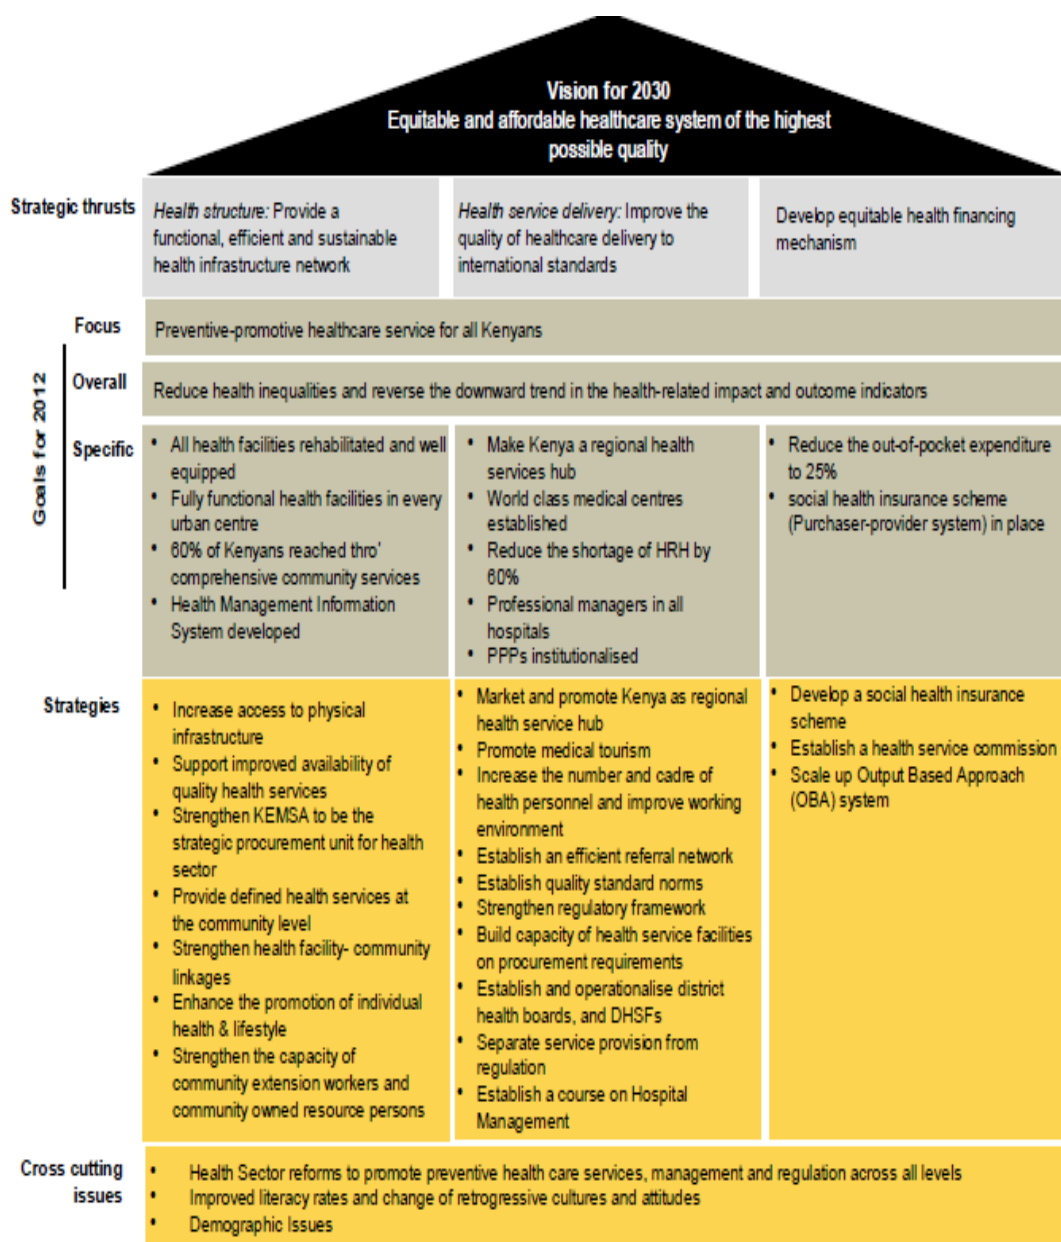 Vision for 2030
Equitable and affordable healthcare system of the highest
possible quality
Strategic thrusts
Health structure: Provide a
functional, efficient and sustainable
health infrastructure network
Health service delivery: Improve the
quality of healthcare delivery to
international standards
Develop equitable health financing
mechanism
Goals for 2012
Focus
Preventive-promotive healthcare service for all Kenyans
Overall
Reduce health inequalities and reverse the downward trend in the health-related impact and outcome indicators
Specific
• All health facilities rehabilitated and well
equipped
• Fully functional health facilities in every
urban centre
• 60% of Kenyans reached thro'
comprehensive community services
• Health Management Information
System developed
• Make Kenya a regional health
services hub
• World class medical centres
established
• Reduce the shortage of HRH by
60%
• Professional managers in all
hospitals
• PPPs institutionalised
• Reduce the out-of-pocket expenditure
to 25%
• social health insurance scheme
(Purchaser-provider system) in place
Strategies
• Increase access to physical
infrastructure
• Support improved availability of
quality health services
• Strengthen KEMSA to be the
strategic procurement unit for health
sector
• Provide defined health services at
the community level
• Strengthen health facility- community
linkages
• Enhance the promotion of individual
health & lifestyle
• Strengthen the capacity of
community extension workers and
community owned resource persons
• Market and promote Kenya as regional
health service hub
• Promote medical tourism
• Increase the number and cadre of
health personnel and improve working
environment
• Establish an efficient referral network
• Establish quality standard norms
• Strengthen regulatory framework
• Build capacity of health service facilities
on procurement requirements
• Establish and operationalise district
health boards, and DHSFs
• Separate service provision from
regulation
• Establish a course on Hospital
Management
• Develop a social health insurance
scheme
• Establish a health service commission
• Scale up Output Based Approach
(OBA) system
Cross cutting
issues
• Health Sector reforms to promote preventive health care services, management and regulation across all levels
• Improved literacy rates and change of retrogressive cultures and attitudes
• Demographic Issues